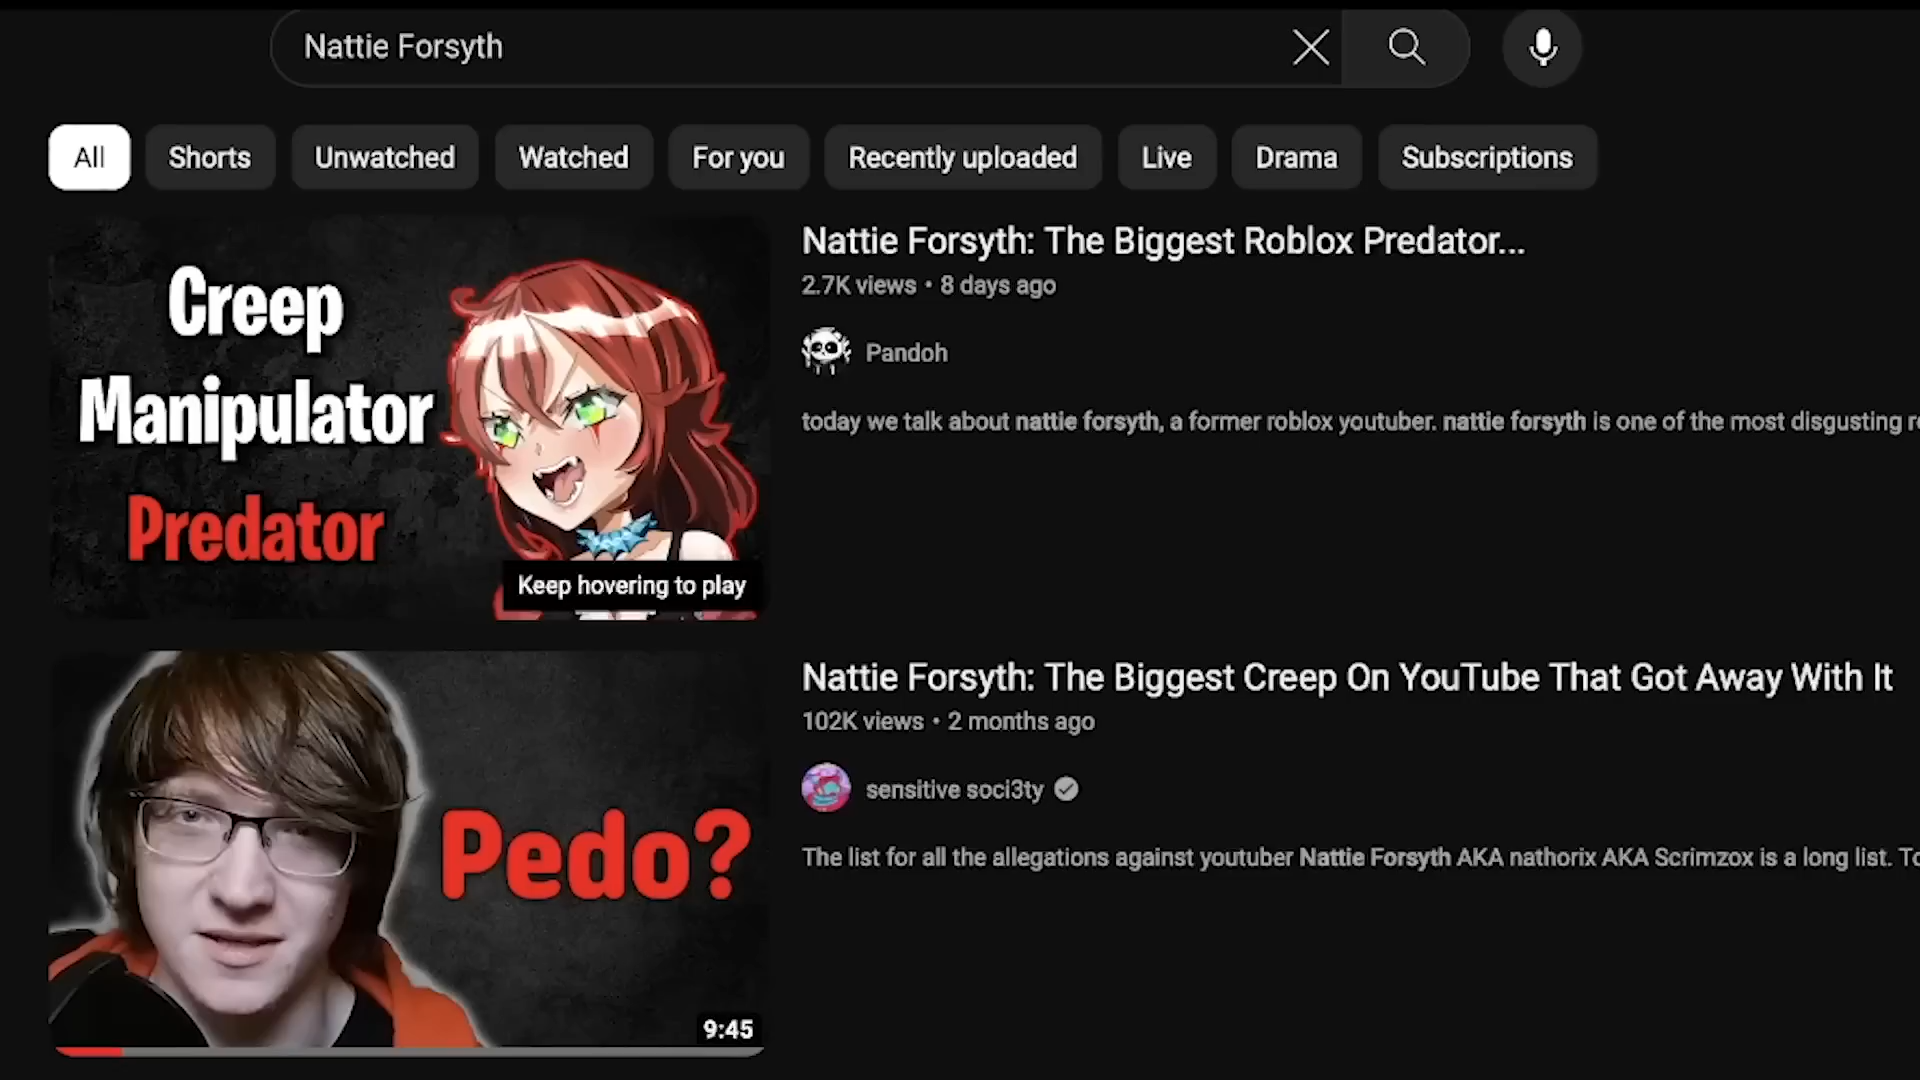 Nattie Forsyth
All
Shorts
Unwatched
Watched
For you
Recently uploaded
Live
Drama
Subscriptions
Creep
Manipulator
Predator
Keep hovering to play
Nattie Forsyth: The Biggest Roblox Predator...
2.7K views • 8 days ago
Pandoh
today we talk about nattie forsyth, a former roblox youtuber. nattie forsyth is one of the most disgusting
Pedo?
9:45
Nattie Forsyth: The Biggest Creep On YouTube That Got Away With It
102K views • 2 months ago
sensitive soci3ty
The list for all the allegations against youtuber Nattie Forsyth AKA nathorix AKA Scrimzox is a long list.